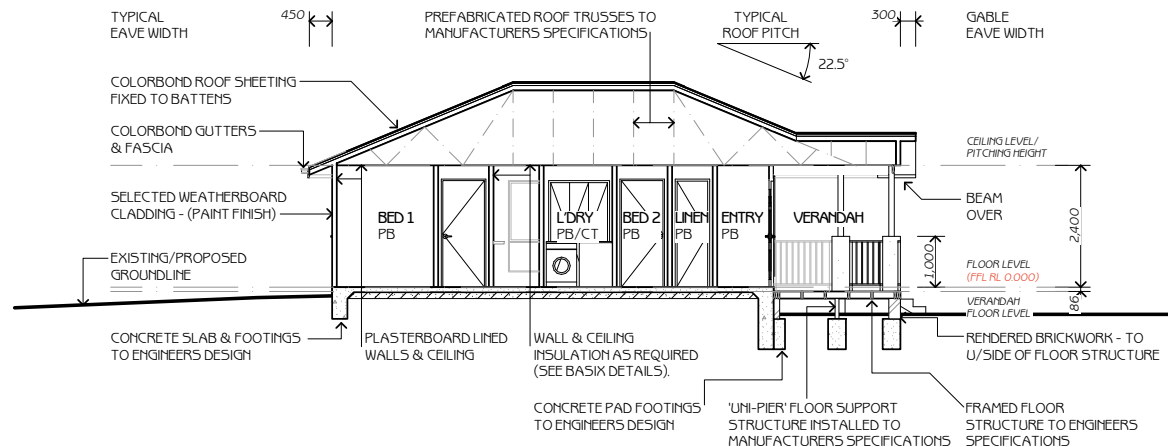 TYPICAL
EAVE WIDTH
450
PREFABRICATED ROOF TRUSSES TO
MANUFACTURERS SPECIFICATIONS
TYPICAL
ROOF PITCH
22.5°
300
GABLE
EAVE WIDTH
COLORBOND ROOF SHEETING
FIXED TO BATTENS
COLORBOND GUTTERS
& FASCIA
CEILING LEVEL/
PITCHING HEIGHT
SELECTED WEATHERBOARD
CLADDING - (PAINT FINISH)
BED 1
PB
L'DRY
PB/CT
BED 2
PB
LINEN
PB
ENTRY
PB
VERANDAH
BEAM
OVER
2,400
1,000
EXISTING/PROPOSED
GROUNDLINE
FLOOR LEVEL
(FFL RL 0.000)
86
VERANDAH
FLOOR LEVEL
CONCRETE SLAB & FOOTINGS
TO ENGINEERS DESIGN
PLASTERBOARD LINED
WALLS & CEILING
WALL & CEILING
INSULATION AS REQUIRED
(SEE BASIX DETAILS).
RENDERED BRICKWORK - TO
U/SIDE OF FLOOR STRUCTURE
CONCRETE PAD FOOTINGS
TO ENGINEERS DESIGN
'UNI-PIER' FLOOR SUPPORT
STRUCTURE INSTALLED TO
MANUFACTURERS SPECIFICATIONS
FRAMED FLOOR
STRUCTURE TO ENGINEERS
SPECIFICATIONS